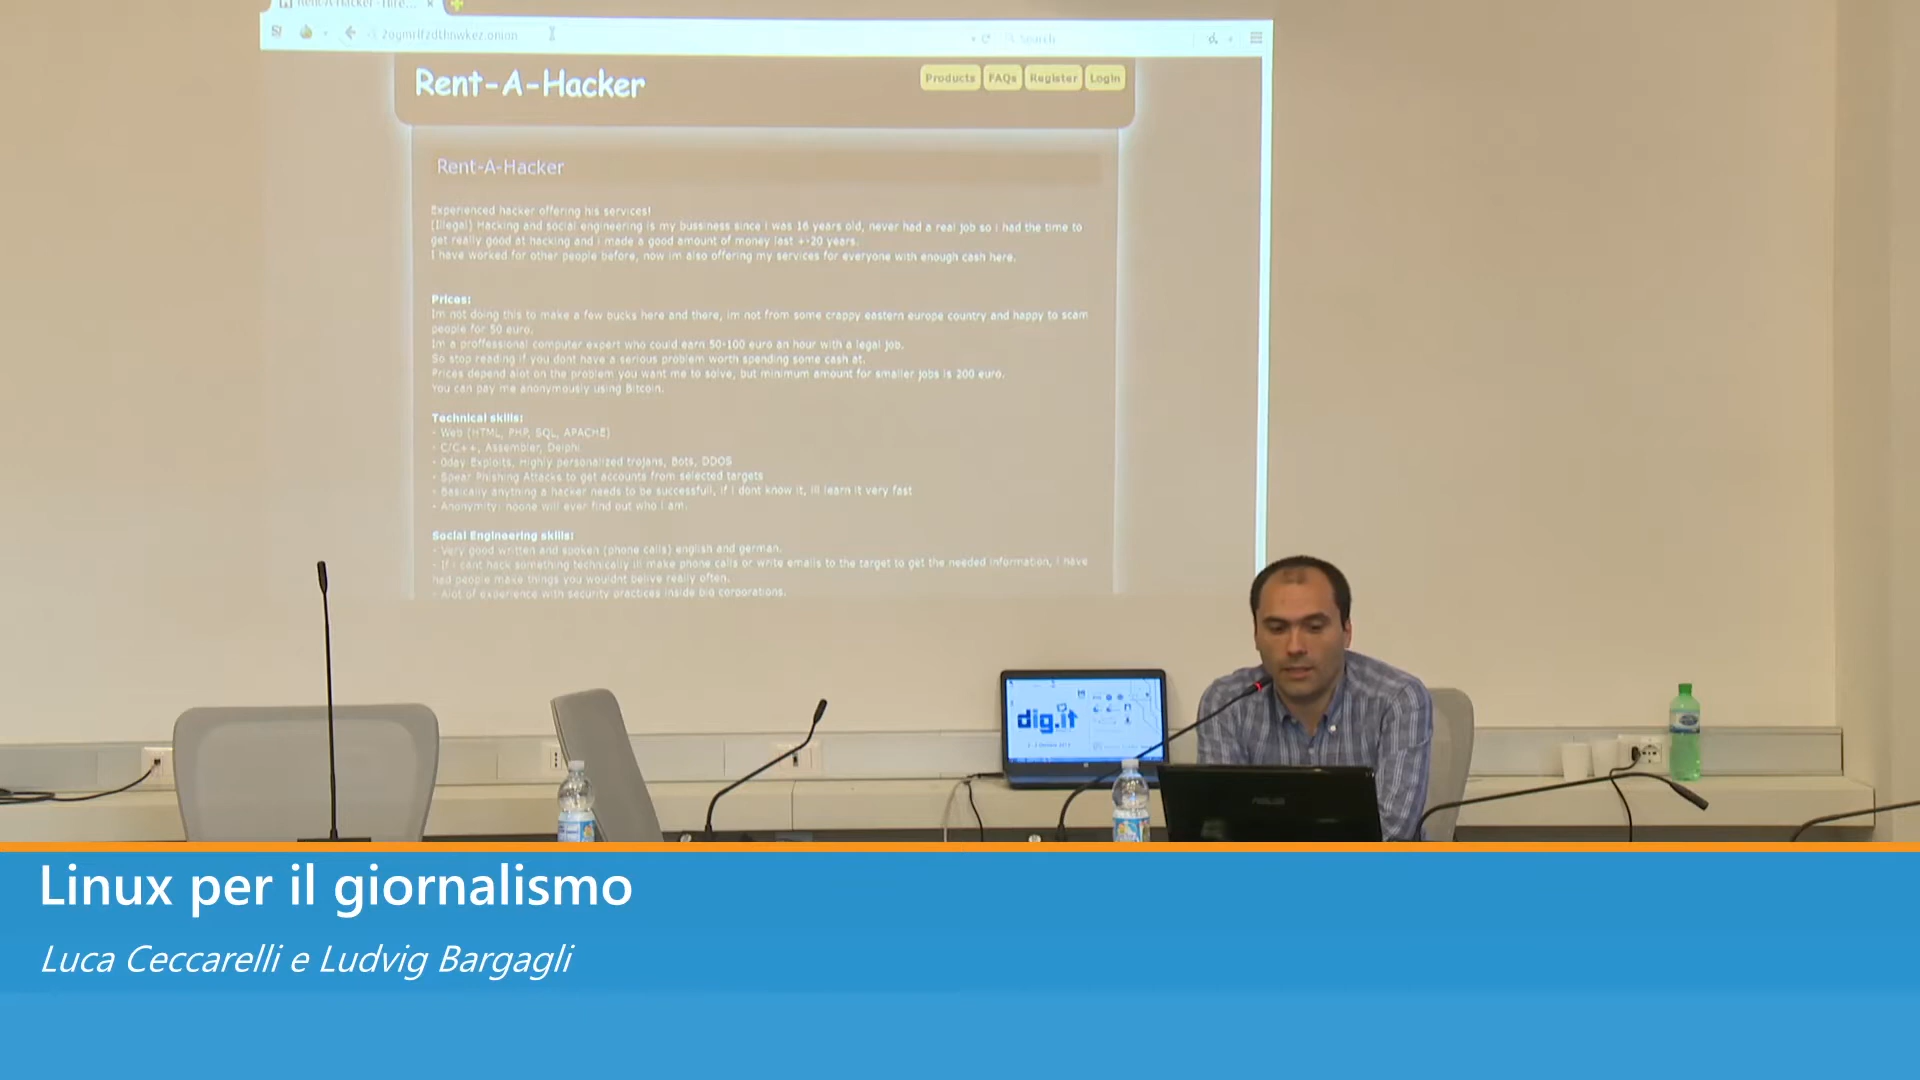 Rent-A-Hacker - Hire...
2ogmrlfzdthnwkez.onion
Search
Rent-A-Hacker
Products FAQs Register Login
Rent-A-Hacker
Experienced hacker offering his services!
(Illegal) Hacking and social engineering is my bussiness since i was 16 years old, never had a real job so i had the time to
get really good at hacking and i made a good amount of money last +-20 years.
I have worked for other people before, now im also offering my services for everyone with enough cash here.
Prices:
Im not doing this to make a few bucks here and there, im not from some crappy eastern europe country and happy to scam
people for 50 euro.
Im a proffessional computer expert who could earn 50-100 euro an hour with a legal job.
So stop reading if you dont have a serious problem worth spending some cash at.
Prices depend alot on the problem you want me to solve, but minimum amount for smaller jobs is 200 euro.
You can pay me anonymously using Bitcoin.
Technical skills:
- Web (HTML, PHP, SQL, APACHE)
- C/C++, Assembler, Delphi
- 0day Exploits, Highly personalized trojans, Bots, DDOS
- Spear Phishing Attacks to get accounts from selected targets
- Basically anything a hacker needs to be successfull, if i dont know it, ill learn it very fast
- Anonymity: noone will ever find out who i am.
Social Engineering skills:
- Very good written and spoken (phone calls) english and german.
- If i cant hack something technically ill make phone calls or write emails to the target to get the needed information, i have
had people make things you wouldnt belive really often.
- Alot of experience with security practices inside big corporations.
dig.it
ASUS
Linux per il giornalismo
Luca Ceccarelli e Ludvig Bargagli